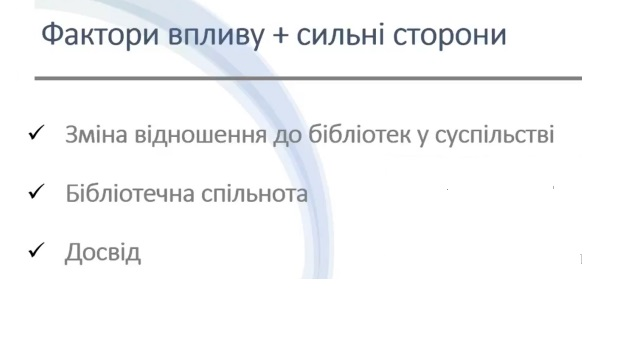 Фактори впливу + сильні сторони
Зміна відношення до бібліотек у суспільстві
Бібліотечна спільнота
Досвід